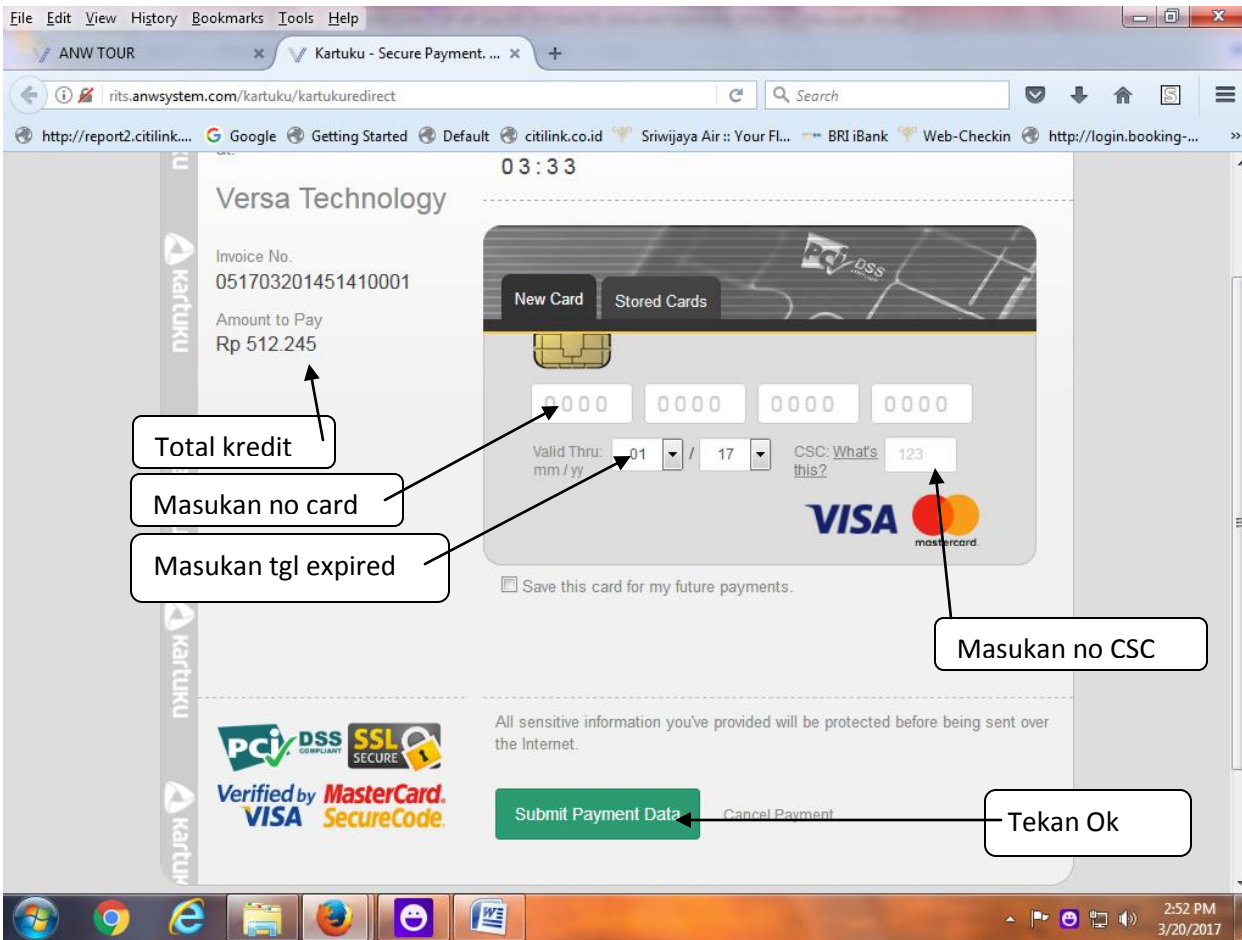 File Edit View History Bookmarks Tools Help
ANW TOUR
Kartuku - Secure Payment. ...
rits.anwsystem.com/kartuku/kartukuredirect
Search
http://report2.citilink.... Google Getting Started Default citilink.co.id Sriwijaya Air :: Your Fl... BRI iBank Web-Checkin http://login.booking-... »
at:
03:33
Versa Technology
Invoice No.
051703201451410001
Amount to Pay
Rp 512.245
PCI DSS
COMPLIANT
New Card Stored Cards
0000 0000 0000 0000
Valid Thru: 01 / 17 CSC: What's 123
mm / yy this?
VISA
mastercard
Total kredit
Masukan no card
Masukan tgl expired
Save this card for my future payments.
Masukan no CSC
kartuku
kartuku
kartuku
All sensitive information you've provided will be protected before being sent over
the Internet.
PCI DSS COMPLIANT SSL SECURE
Verified by VISA
MasterCard. SecureCode.
Submit Payment Data Cancel Payment
Tekan Ok
2:52 PM
3/20/2017